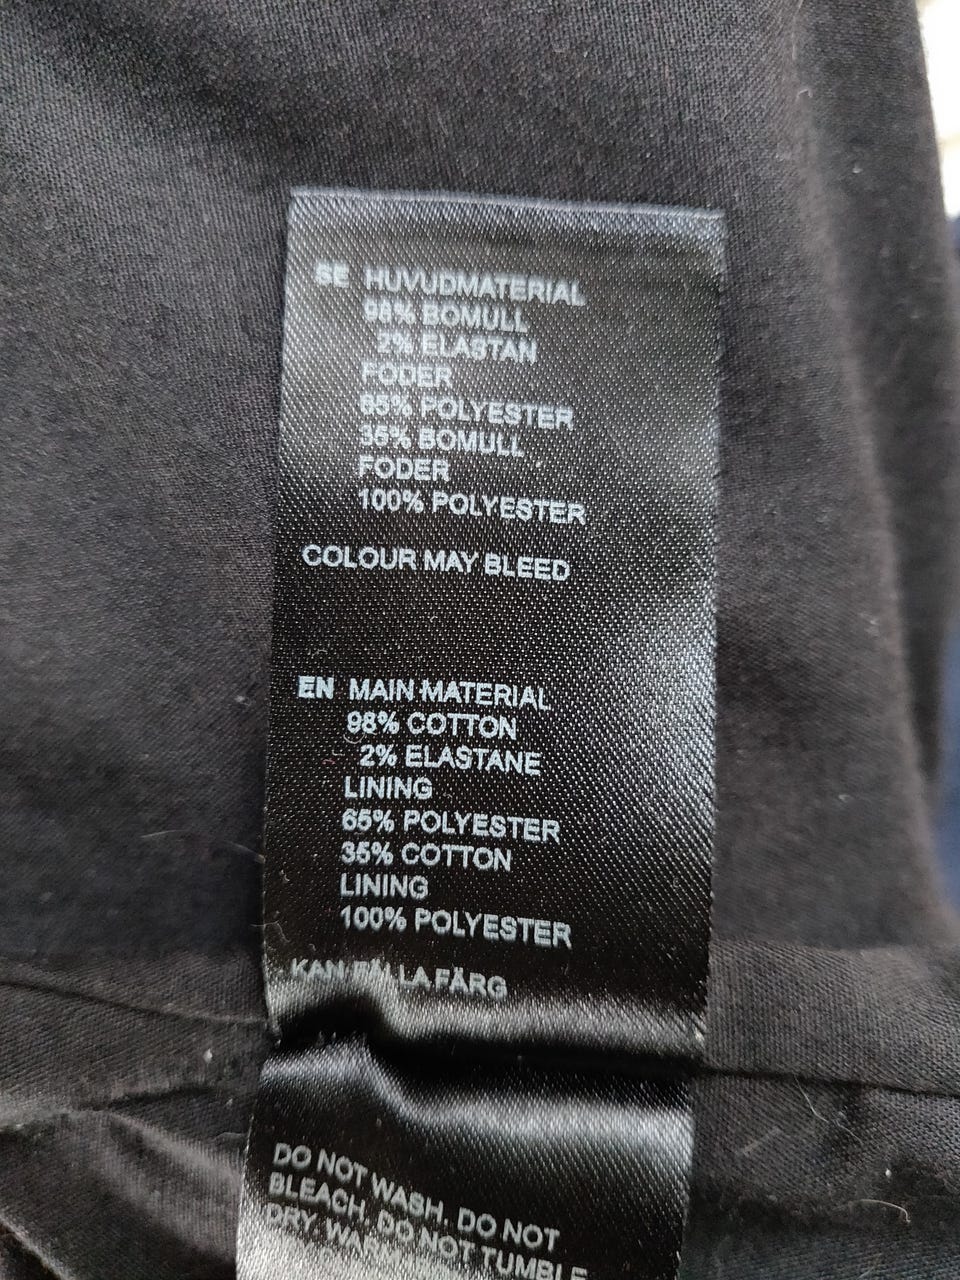 SE HUVUDMATERIAL
98% BOMULL
2% ELASTAN
FODER
65% POLYESTER
35% BOMULL
FODER
100% POLYESTER
COLOUR MAY BLEED
EN MAIN MATERIAL
98% COTTON
2% ELASTANE
LINING
65% POLYESTER
35% COTTON
LINING
100% POLYESTER
KAN FÄLLA FÄRG
DO NOT WASH. DO NOT
BLEACH. DO NOT TUMBLE
DRY.